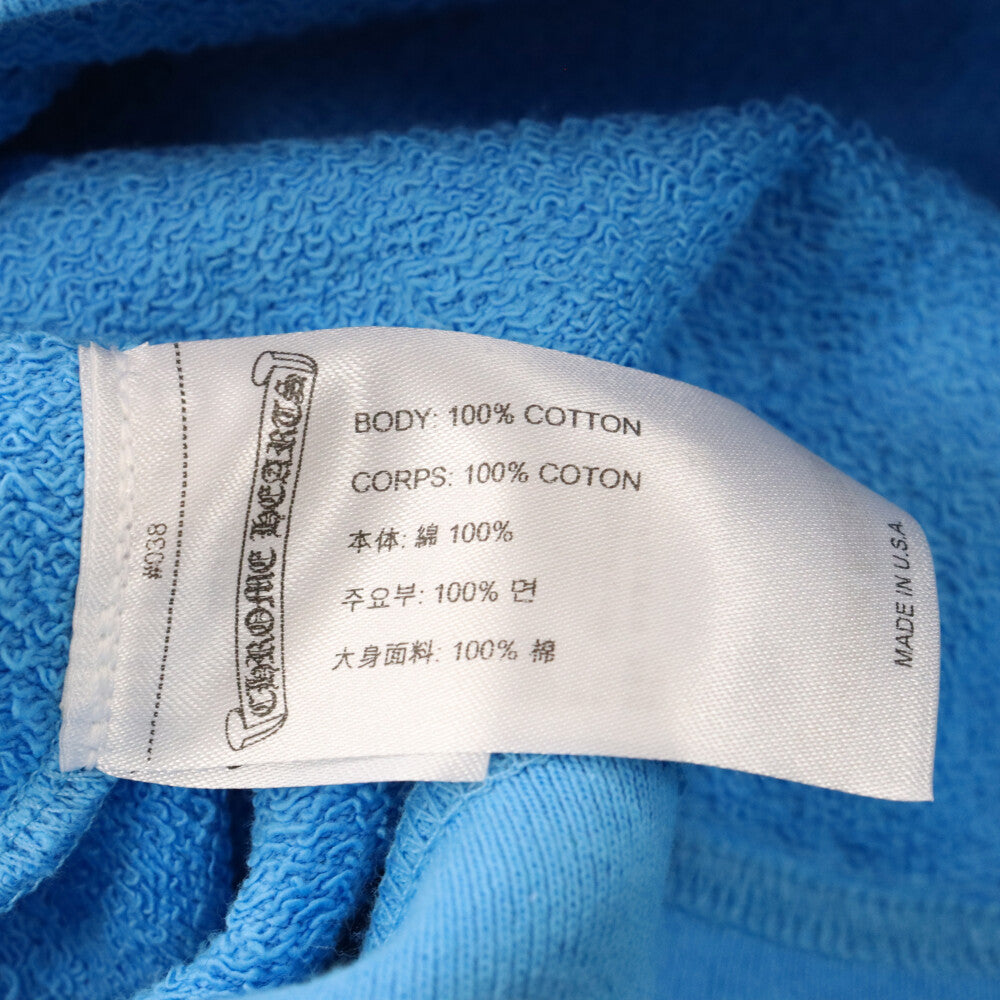 #038
CHROME HEARTS
BODY: 100% COTTON
CORPS: 100% COTON
本体: 綿 100%
주요부: 100% 면
大身面料: 100% 棉
MADE IN U.S.A.